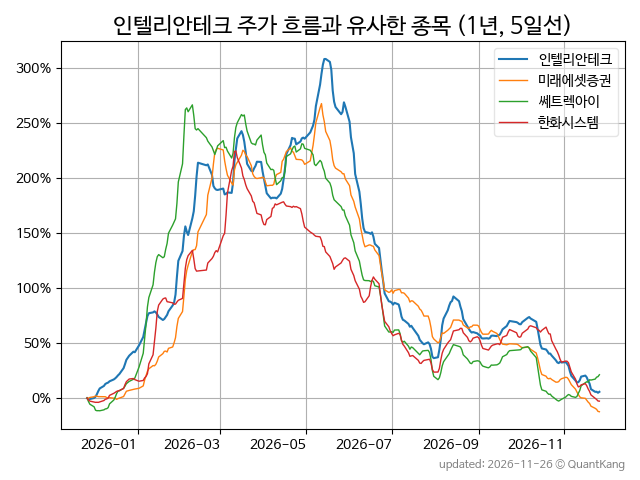 인텔리안테크 주가 흐름과 유사한 종목 (1년, 5일선)
인텔리안테크
미래에셋증권
쎄트렉아이
한화시스템
300%
250%
200%
150%
100%
50%
0%
2026-01 2026-03 2026-05 2026-07 2026-09 2026-11
updated: 2026-11-26 ⓒ QuantKang